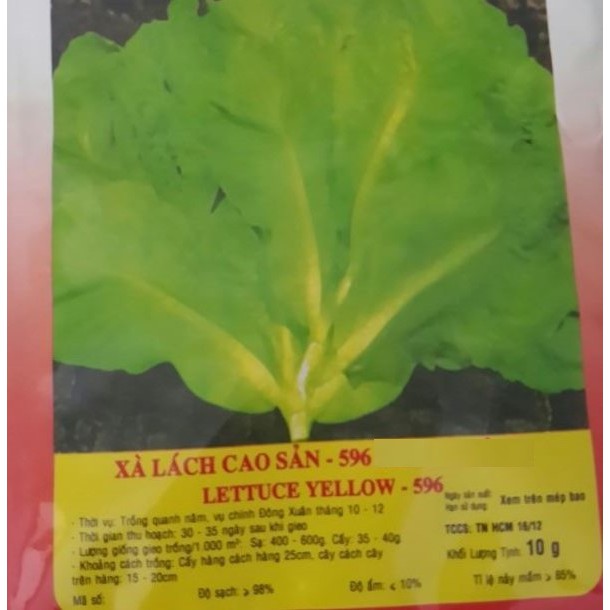 XÀ LÁCH CAO SẢN - 596
LETTUCE YELLOW - 596
- Thời vụ: Trồng quanh năm, vụ chính Đông Xuân tháng 10 - 12
- Thời gian thu hoạch: 30 - 35 ngày sau khi gieo
- Lượng giống gieo trồng/1.000 m²: Sạ: 400 - 600g. Cấy: 35 - 40g
- Khoảng cách trồng: Cấy hàng cách hàng 25cm, cây cách cây
trên hàng: 15 - 20cm
Mã số:
Độ sạch: ≥ 98%
Độ ẩm: ≤ 10%
Tỉ lệ nảy mầm ≥ 85%
Ngày sản xuất
Hạn sử dụng: Xem trên mép bao
TCCS: TN HCM 16/12
Khối Lượng Tịnh: 10 g